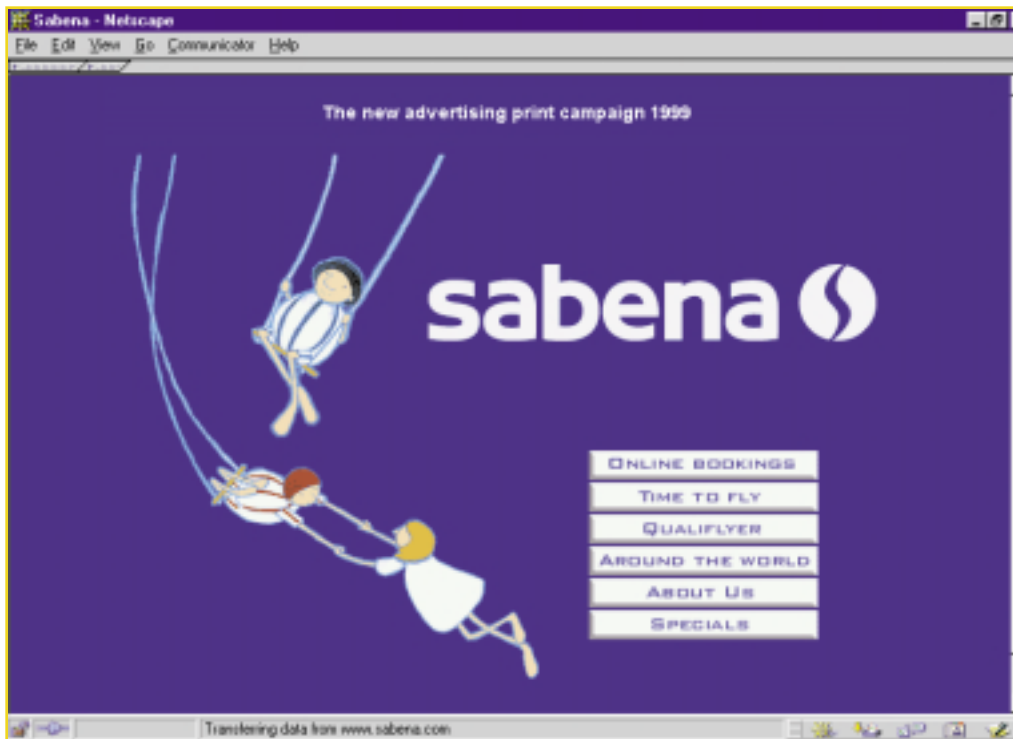 Sabena - Netscape
File Edit View Go Communicator Help
The new advertising print campaign 1999
sabena
ONLINE BOOKINGS
TIME TO FLY
QUALIFLYER
AROUND THE WORLD
ABOUT US
SPECIALS
Transferring data from www.sabena.com